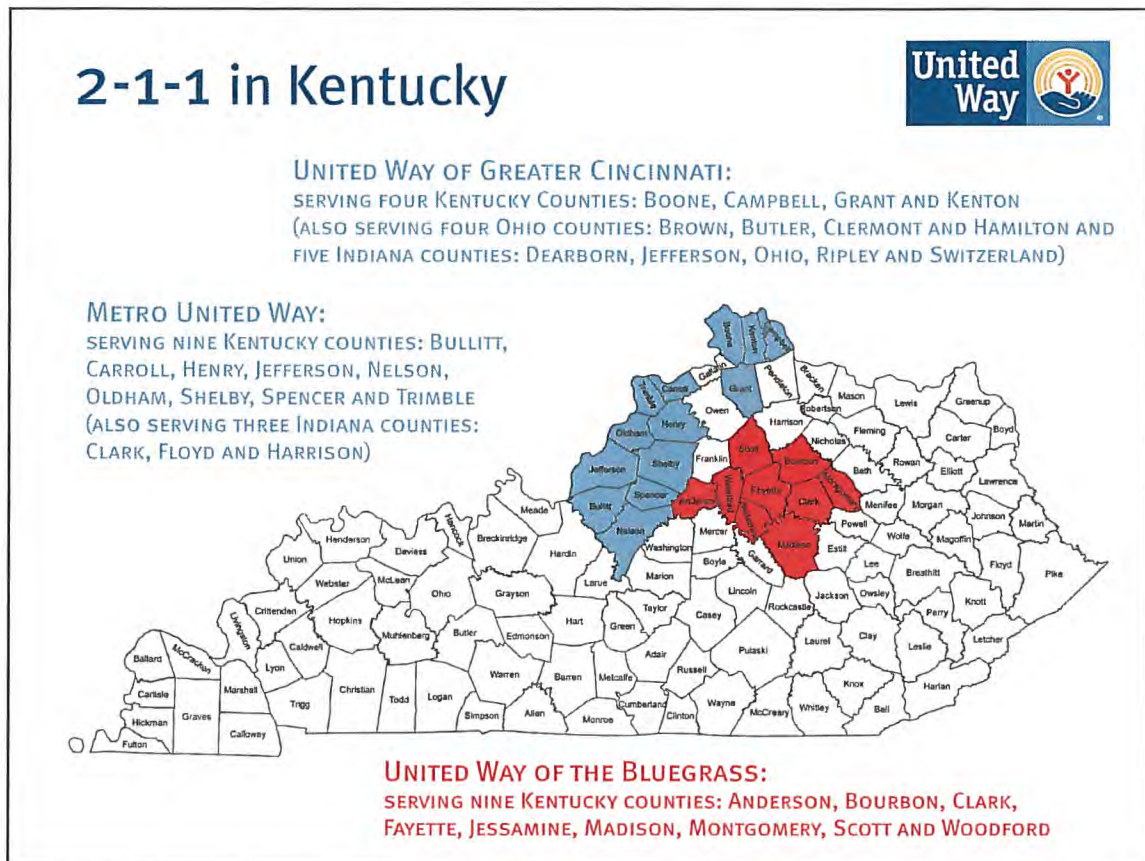 2-1-1 in Kentucky
United
Way
UNITED WAY OF GREATER CINCINNATI:
SERVING FOUR KENTUCKY COUNTIES: BOONE, CAMPBELL, GRANT AND KENTON
(ALSO SERVING FOUR OHIO COUNTIES: BROWN, BUTLER, CLERMONT AND HAMILTON AND
FIVE INDIANA COUNTIES: DEARBORN, JEFFERSON, OHIO, RIPLEY AND SWITZERLAND)
METRO UNITED WAY:
SERVING NINE KENTUCKY COUNTIES: BULLITT,
CARROLL, HENRY, JEFFERSON, NELSON,
OLDHAM, SHELBY, SPENCER AND TRIMBLE
(ALSO SERVING THREE INDIANA COUNTIES:
CLARK, FLOYD AND HARRISON)
Boone
Kenton
Campbell
Gallatin
Grant
Pendleton
Bracken
Trimble
Carroll
Owen
Harrison
Robertson
Mason
Lewis
Greenup
Oldham
Henry
Scott
Nicholas
Fleming
Carter
Boyd
Jefferson
Shelby
Franklin
Bourbon
Bath
Rowan
Elliott
Lawrence
Spencer
Anderson
Woodford
Fayette
Clark
Montgomery
Menifee
Morgan
Johnson
Martin
Bullitt
Nelson
Mercer
Jessamine
Madison
Powell
Wolfe
Magoffin
Floyd
Pike
Meade
Hancock
Breckinridge
Hardin
Washington
Boyle
Garrard
Estill
Lee
Breathitt
Henderson
Union
Daviess
Webster
McLean
Ohio
Grayson
Larue
Marion
Lincoln
Rockcastle
Jackson
Owsley
Perry
Knott
Crittenden
Livingston
Hopkins
Muhlenberg
Butler
Edmonson
Hart
Green
Taylor
Casey
Laurel
Clay
Leslie
Letcher
Ballard
McCracken
Lyon
Caldwell
Warren
Barren
Metcalfe
Adair
Russell
Pulaski
Knox
Harlan
Carlisle
Marshall
Graves
Trigg
Christian
Todd
Logan
Simpson
Allen
Monroe
Cumberland
Clinton
Wayne
McCreary
Whitley
Bell
Hickman
Fulton
Calloway
UNITED WAY OF THE BLUEGRASS:
SERVING NINE KENTUCKY COUNTIES: ANDERSON, BOURBON, CLARK,
FAYETTE, JESSAMINE, MADISON, MONTGOMERY, SCOTT AND WOODFORD